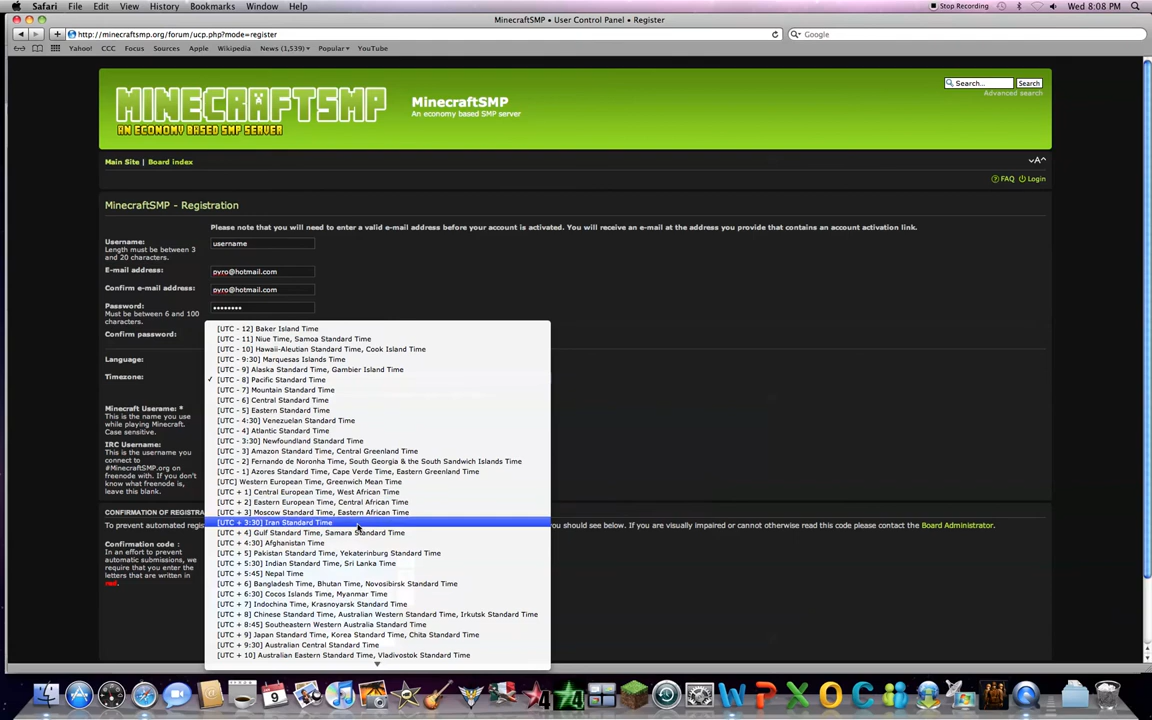 Safari File Edit View History Bookmarks Window Help Stop Recording Wed 8:08 PM
MinecraftSMP • User Control Panel • Register
http://minecraftsmp.org/forum/ucp.php?mode=register Google
Yahoo! CCC Focus Sources Apple Wikipedia News (1,539) Popular YouTube
Search... Search
Advanced search
MINECRAFTSMP
AN ECONOMY BASED SMP SERVER
MinecraftSMP
An economy based SMP server
Main Site | Board index
FAQ Login
MinecraftSMP - Registration
Please note that you will need to enter a valid e-mail address before your account is activated. You will receive an e-mail at the address you provide that contains an account activation link.
Username:
Length must be between 3
and 20 characters.
username
E-mail address: pyro@hotmail.com
Confirm e-mail address: pyro@hotmail.com
Password: ••••••••
Must be between 6 and 100
characters.
Confirm password:
Language:
Timezone:
[UTC - 12] Baker Island Time
[UTC - 11] Niue Time, Samoa Standard Time
[UTC - 10] Hawaii-Aleutian Standard Time, Cook Island Time
[UTC - 9:30] Marquesas Islands Time
[UTC - 9] Alaska Standard Time, Gambier Island Time
✓ [UTC - 8] Pacific Standard Time
[UTC - 7] Mountain Standard Time
[UTC - 6] Central Standard Time
[UTC - 5] Eastern Standard Time
[UTC - 4:30] Venezuelan Standard Time
[UTC - 4] Atlantic Standard Time
[UTC - 3:30] Newfoundland Standard Time
[UTC - 3] Amazon Standard Time, Central Greenland Time
[UTC - 2] Fernando de Noronha Time, South Georgia & the South Sandwich Islands Time
[UTC - 1] Azores Standard Time, Cape Verde Time, Eastern Greenland Time
[UTC] Western European Time, Greenwich Mean Time
[UTC + 1] Central European Time, West African Time
[UTC + 2] Eastern European Time, Central African Time
[UTC + 3] Moscow Standard Time, Eastern African Time
[UTC + 3:30] Iran Standard Time
[UTC + 4] Gulf Standard Time, Samara Standard Time
[UTC + 4:30] Afghanistan Time
[UTC + 5] Pakistan Standard Time, Yekaterinburg Standard Time
[UTC + 5:30] Indian Standard Time, Sri Lanka Time
[UTC + 5:45] Nepal Time
[UTC + 6] Bangladesh Time, Bhutan Time, Novosibirsk Standard Time
[UTC + 6:30] Cocos Islands Time, Myanmar Time
[UTC + 7] Indochina Time, Krasnoyarsk Standard Time
[UTC + 8] Chinese Standard Time, Australian Western Standard Time, Irkutsk Standard Time
[UTC + 8:45] Southeastern Western Australia Standard Time
[UTC + 9] Japan Standard Time, Korea Standard Time, Chita Standard Time
[UTC + 9:30] Australian Central Standard Time
[UTC + 10] Australian Eastern Standard Time, Vladivostok Standard Time
Minecraft Userame: *
This is the name you use
while playing Minecraft.
Case sensitive.
IRC Username:
This is the username you
connect to
#MinecraftSMP.org on
freenode with. If you don't
know what freenode is,
leave this blank.
CONFIRMATION OF REGISTRA
To prevent automated regis you should see below. If you are visually impaired or cannot otherwise read this code please contact the Board Administrator.
Confirmation code :
In an effort to prevent
automatic submissions, we
require that you enter the
letters that are written in
red.